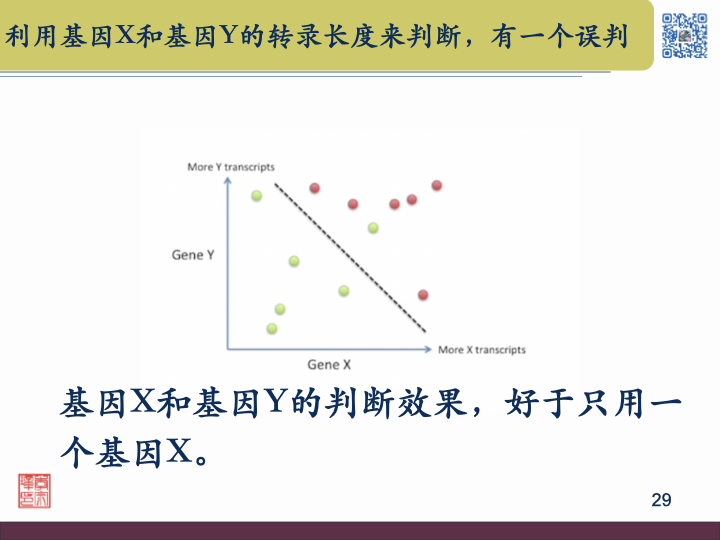 利用基因X和基因Y的转录长度来判断，有一个误判
More Y transcripts
Gene Y
More X transcripts
Gene X
基因X和基因Y的判断效果，好于只用一
个基因X。
29